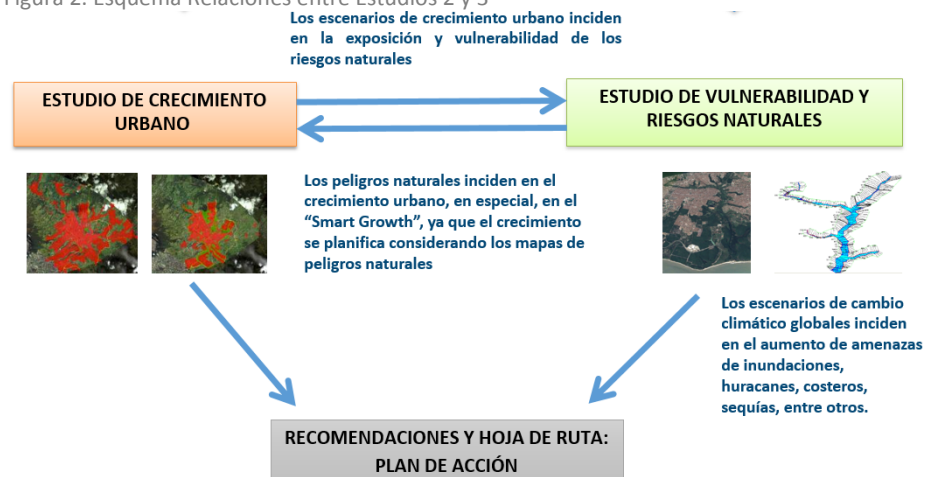 Figura 2. Esquema Relaciones entre Estudios 2 y 3
Los escenarios de crecimiento urbano inciden
en la exposición y vulnerabilidad de los
riesgos naturales
ESTUDIO DE CRECIMIENTO
URBANO
ESTUDIO DE VULNERABILIDAD Y
RIESGOS NATURALES
Los peligros naturales inciden en el
crecimiento urbano, en especial, en el
“Smart Growth”, ya que el crecimiento
se planifica considerando los mapas de
peligros naturales
Los escenarios de cambio
climático globales inciden
en el aumento de amenazas
de inundaciones,
huracanes, costeros,
sequías, entre otros.
RECOMENDACIONES Y HOJA DE RUTA:
PLAN DE ACCIÓN